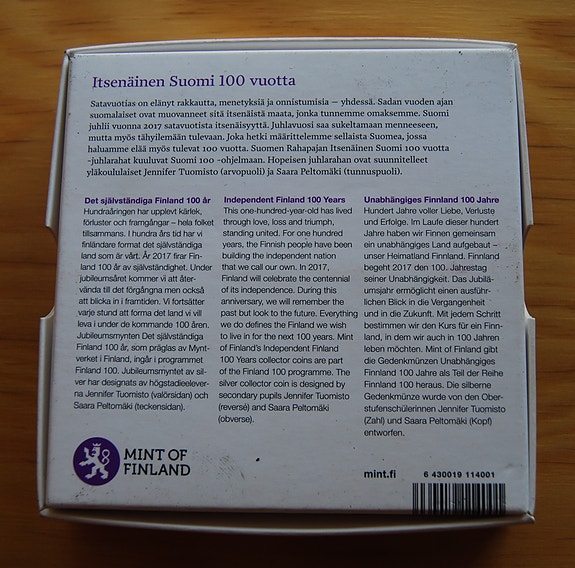 Itsenäinen Suomi 100 vuotta
Satavuotias on elänyt rakkautta, menetyksiä ja onnistumisia – yhdessä. Sadan vuoden ajan
suomalaiset ovat muovanneet sitä itsenäistä maata, jonka tunnemme omaksemme. Suomi
juhlii vuonna 2017 satavuotista itsenäisyyttä. Juhlavuosi saa sukeltamaan menneeseen,
mutta myös tähyilemään tulevaan. Joka hetki määrittelemme sellaista Suomea, jossa
haluamme elää myös tulevat 100 vuotta. Suomen Rahapajan Itsenäinen Suomi 100 vuotta
-juhlarahat kuuluvat Suomi 100 -ohjelmaan. Hopeisen juhlarahan ovat suunnitelleet
yläkoululaiset Jennifer Tuomisto (arvopuoli) ja Saara Peltomäki (tunnuspuoli).
Det självständiga Finland 100 år
Hundraåringen har upplevt kärlek,
förluster och framgångar – hela folket
tillsammans. I hundra års tid har vi
finländare format det självständiga
land som är vårt. År 2017 firar Fin-
land 100 år av självständighet. Under
jubileumsåret kommer vi att åter-
vända till det förgångna men också
att blicka in i framtiden. Vi fortsätter
varje stund att forma det land vi vill
leva i under de kommande 100 åren.
Jubileumsmynten Det självständiga
Finland 100 år, som präglas av Mynt-
verket i Finland, ingår i programmet
Finland 100. Jubileumsmyntet av sil-
ver har designats av högstadieelever-
na Jennifer Tuomisto (valörsidan) och
Saara Peltomäki (teckensidan).
Independent Finland 100 Years
This one-hundred-year-old has lived
through love, loss and triumph,
standing united. For one hundred
years, the Finnish people have been
building the independent nation
that we call our own. In 2017,
Finland will celebrate the centennial
of its independence. During this
anniversary, we will remember the
past but look to the future. Everything
we do defines the Finland we wish
to live in for the next 100 years. Mint
of Finland's Independent Finland
100 Years collector coins are part
of the Finland 100 programme. The
silver collector coin is designed by
secondary pupils Jennifer Tuomisto
(reverse) and Saara Peltomäki
(obverse).
Unabhängiges Finnland 100 Jahre
Hundert Jahre voller Liebe, Verluste
und Erfolge. Im Laufe dieser hundert
Jahre haben wir Finnen gemeinsam
ein unabhängiges Land aufgebaut –
unser Heimatland Finnland. Finnland
begeht 2017 den 100. Jahrestag
seiner Unabhängigkeit. Das Jubilä-
umsjahr ermöglicht einen ausführ-
lichen Blick in die Vergangenheit
und in die Zukunft. Mit jedem Schritt
bestimmen wir den Kurs für ein Finn-
land, in dem wir auch in 100 Jahren
leben möchten. Mint of Finland gibt
die Gedenkmünzen Unabhängiges
Finnland 100 Jahre als Teil der Reihe
Finnland 100 heraus. Die silberne
Gedenkmünze wurde von den Ober-
stufenschülerinnen Jennifer Tuomisto
(Zahl) und Saara Peltomäki (Kopf)
entworfen.
MINT OF
FINLAND
mint.fi
6 430019 114001